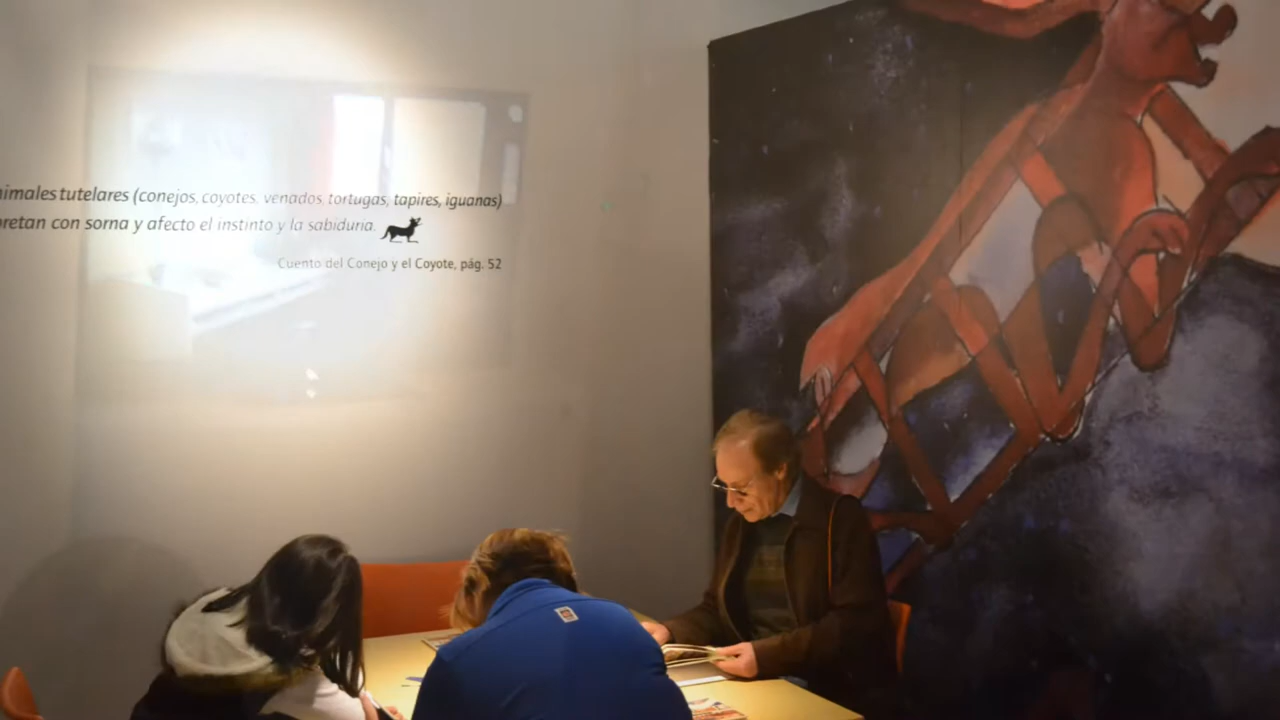 nimales tutelares (conejos, coyotes, venados, tortugas, tapires, iguanas)
pretan con sorna y afecto el instinto y la sabiduría.
Cuento del Conejo y el Coyote, pág. 52